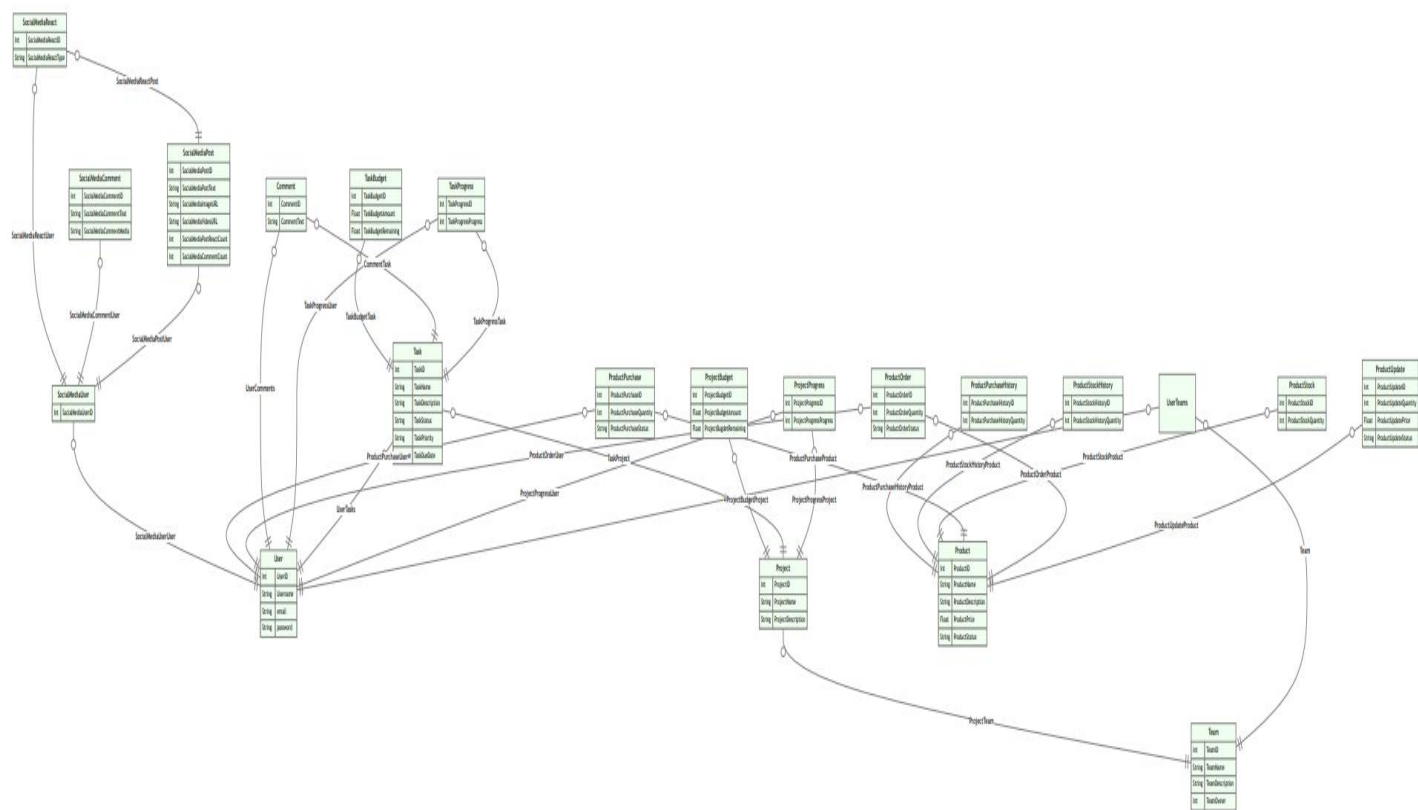 SocialMediaReact
Int SocialMediaReactID
String SocialMediaReactType
SocialMediaReactPost
SocialMediaPost
Int SocialMediaPostID
String SocialMediaPostText
String SocialMediaImageURL
String SocialMediaVideoURL
Int SocialMediaPostReactCount
Int SocialMediaCommentCount
SocialMediaComment
Int SocialMediaCommentID
String SocialMediaCommentText
String SocialMediaCommentMedia
Comment
Int CommentID
String CommentText
TaskBudget
Int TaskBudgetID
Float TaskBudgetAmount
Float TaskBudgetRemaining
TaskProgress
Int TaskProgressID
Int TaskProgressProgress
SocialMediaReactUser
CommentTask
TaskProgressUser
SocialMediaCommentUser
TaskBudgetTask
TaskProgressTask
SocialMediaPostUser
UserComments
SocialMediaUser
Int SocialMediaUserID
Task
Int TaskID
String TaskName
String TaskDescription
String TaskStatus
String TaskPriority
TaskDueDate
ProductPurchase
Int ProductPurchaseID
Int ProductPurchaseQuantity
String ProductPurchaseStatus
ProjectBudget
Int ProjectBudgetID
Float ProjectBudgetAmount
Float ProjectBudgetRemaining
ProjectProgress
Int ProjectProgressID
Int ProjectProgressProgress
ProductOrder
Int ProductOrderID
Int ProductOrderQuantity
String ProductOrderStatus
ProductPurchaseHistory
Int ProductPurchaseHistoryID
Int ProductPurchaseHistoryQuantity
ProductStockHistory
Int ProductStockHistoryID
Int ProductStockHistoryQuantity
UserTeams
ProductStock
Int ProductStockID
Int ProductStockQuantity
ProductUpdate
Int ProductUpdateID
Int ProductUpdateQuantity
Float ProductUpdatePrice
String ProductUpdateStatus
ProductPurchaseUser
ProductOrderUser
TaskProject
ProductPurchaseProduct
ProductStockHistoryProduct
ProductStockProduct
ProductOrderProduct
ProductPurchaseHistoryProduct
ProjectProgressUser
ProjectBudgetProject
ProjectProgressProject
UserTasks
ProductUpdateProduct
SocialMediaUserUser
Team
User
Int UserID
String Username
String email
String password
Project
Int ProjectID
String ProjectName
String ProjectDescription
Product
Int ProductID
String ProductName
String ProductDescription
Float ProductPrice
String ProductStatus
ProjectTeam
Team
Int TeamID
String TeamName
String TeamDescription
Int TeamOwner